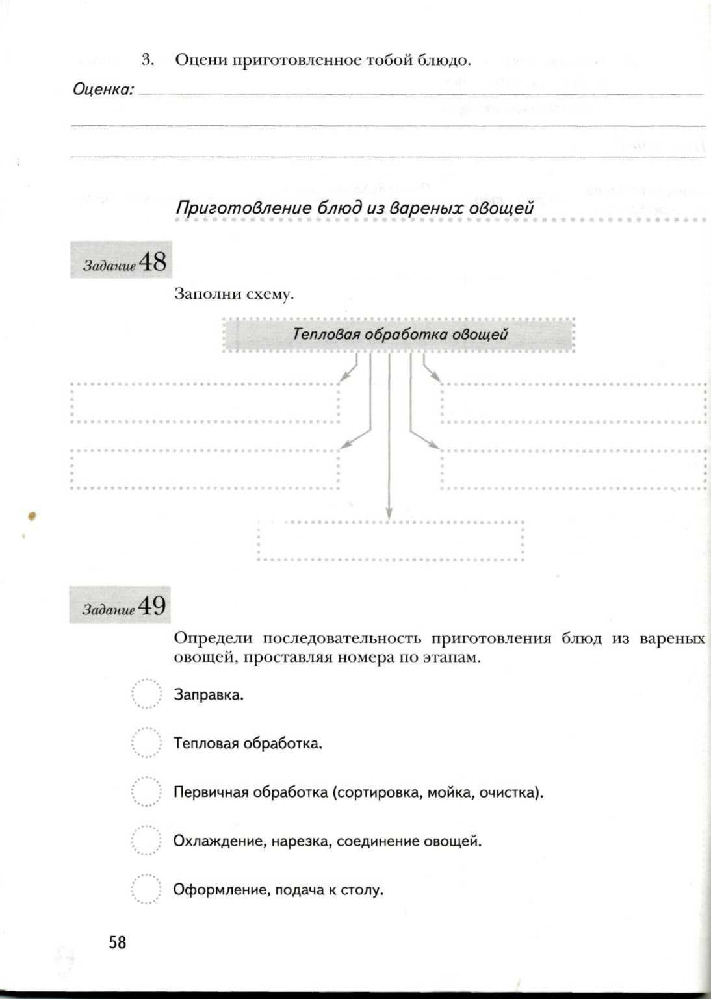 3. Оцени приготовленное тобой блюдо.
Оценка:
Приготовление блюд из вареных овощей
Задание 48
Заполни схему.
Тепловая обработка овощей
Задание 49
Определи последовательность приготовления блюд из вареных
овощей, проставляя номера по этапам.
Заправка.
Тепловая обработка.
Первичная обработка (сортировка, мойка, очистка).
Охлаждение, нарезка, соединение овощей.
Оформление, подача к столу.
58